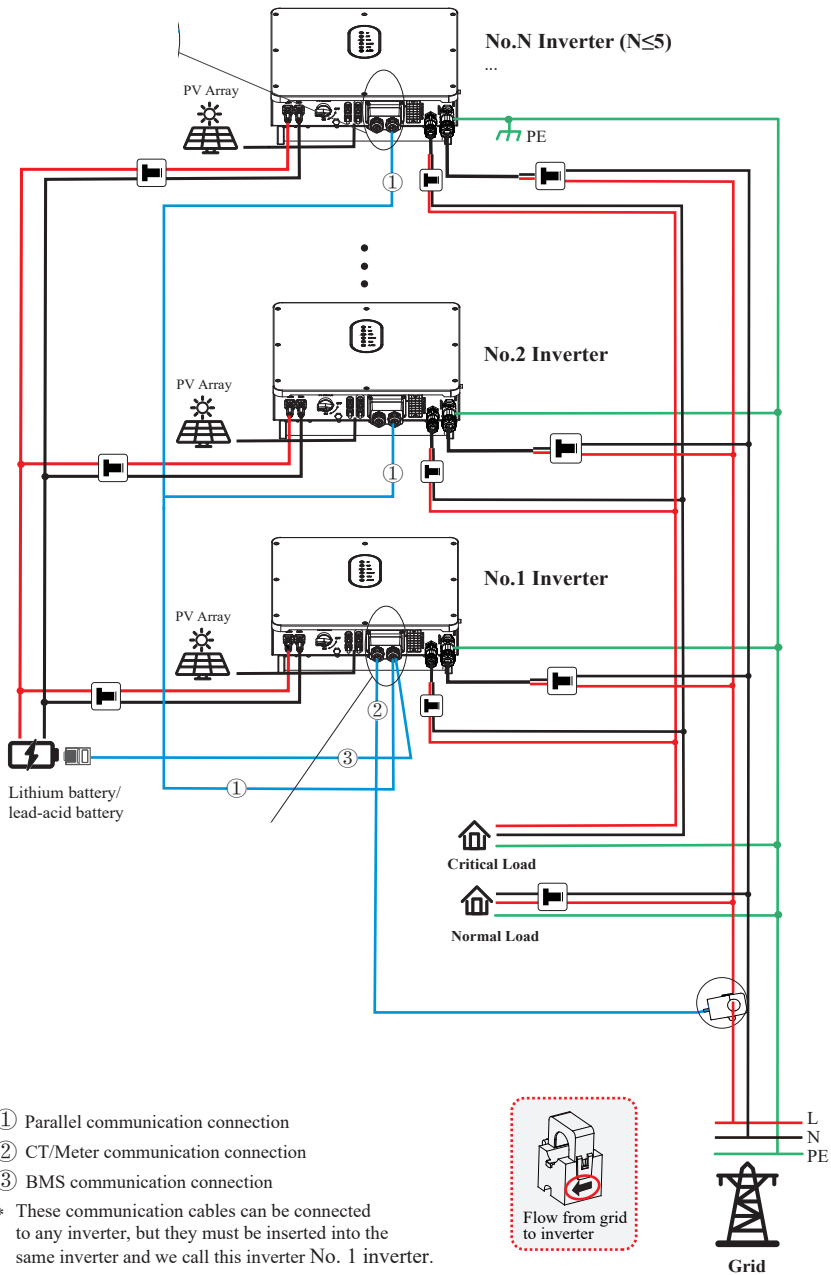 No.N Inverter (N≤5)
...
PV Array
PE
①
No.2 Inverter
PV Array
①
No.1 Inverter
PV Array
②
③
①
Lithium battery/
lead-acid battery
Critical Load
Normal Load
① Parallel communication connection
② CT/Meter communication connection
③ BMS communication connection
* These communication cables can be connected
to any inverter, but they must be inserted into the
same inverter and we call this inverter No. 1 inverter.
Flow from grid
to inverter
L
N
PE
Grid